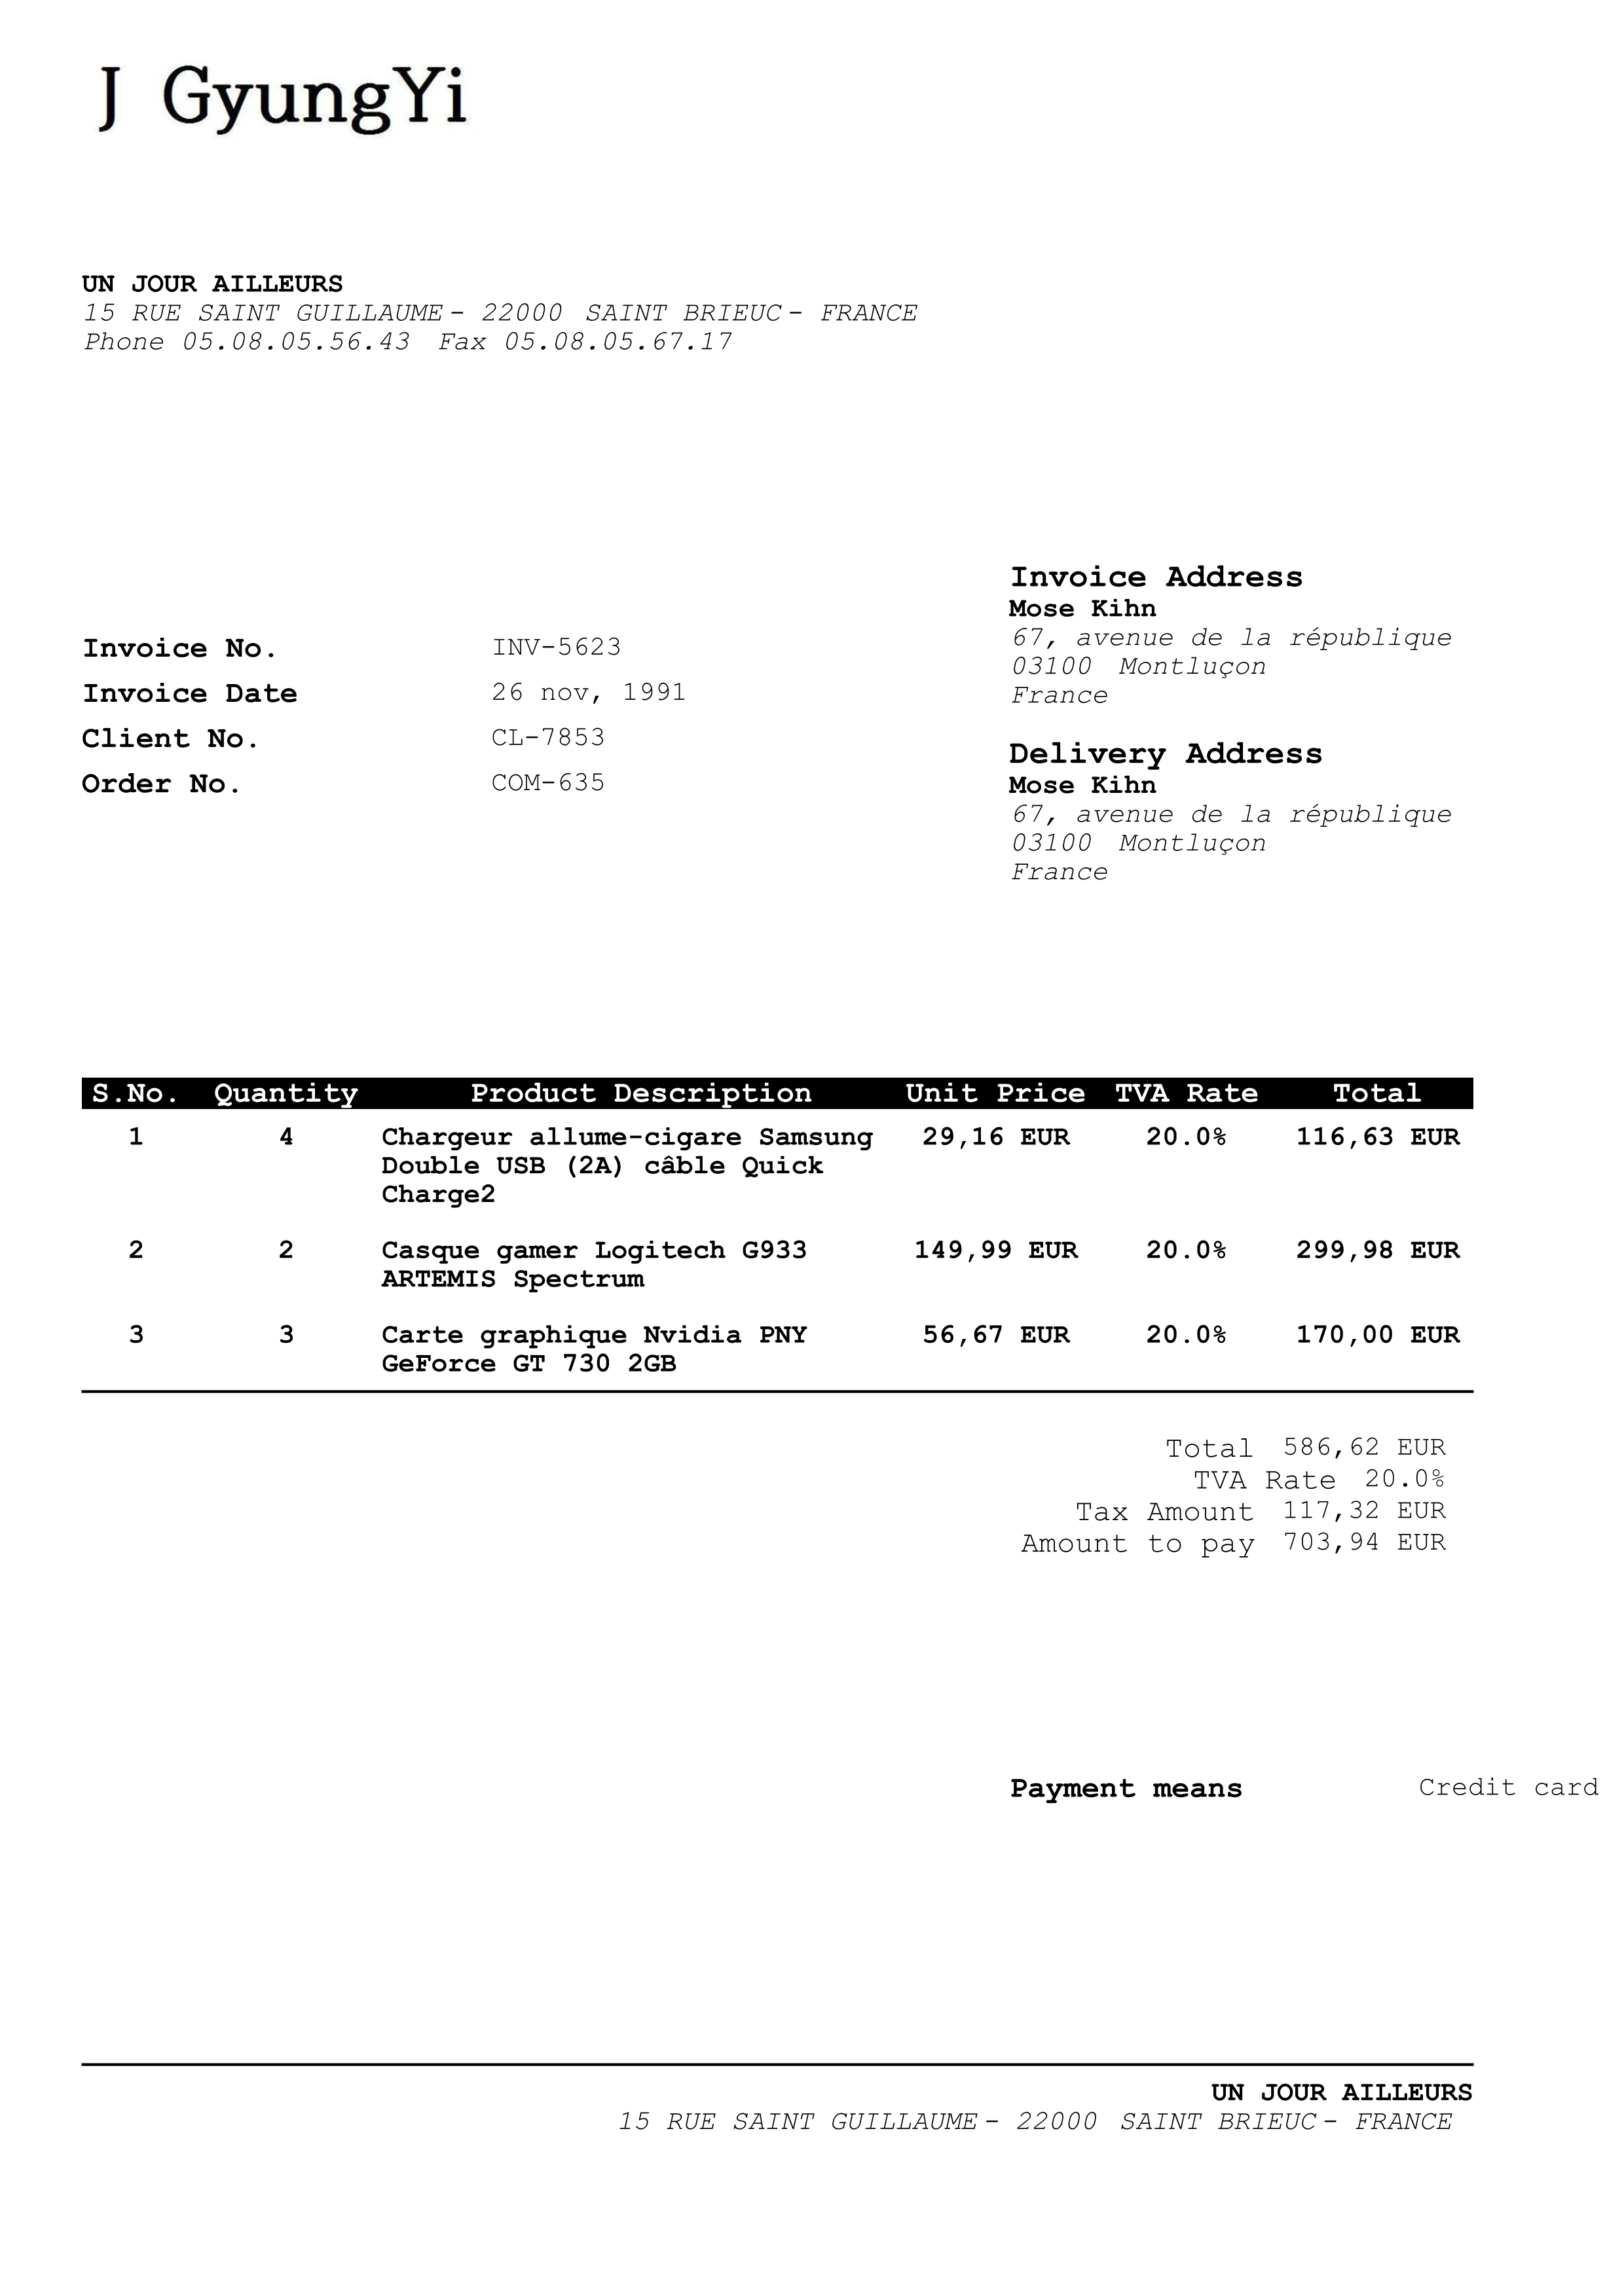 J GyungYi
UN JOUR AILLEURS
15 RUE SAINT GUILLAUME - 22000 SAINT BRIEUC - FRANCE
Phone 05.08.05.56.43 Fax 05.08.05.67.17
Invoice No. INV-5623
Invoice Date 26 nov, 1991
Client No. CL-7853
Order No. COM-635
Invoice Address
Mose Kihn
67, avenue de la république
03100 Montluçon
France
Delivery Address
Mose Kihn
67, avenue de la république
03100 Montluçon
France
S.No. Quantity Product Description Unit Price TVA Rate Total
1 4 Chargeur allume-cigare Samsung 29,16 EUR 20.0% 116,63 EUR
Double USB (2A) câble Quick
Charge2
2 2 Casque gamer Logitech G933 149,99 EUR 20.0% 299,98 EUR
ARTEMIS Spectrum
3 3 Carte graphique Nvidia PNY 56,67 EUR 20.0% 170,00 EUR
GeForce GT 730 2GB
Total 586,62 EUR
TVA Rate 20.0%
Tax Amount 117,32 EUR
Amount to pay 703,94 EUR
Payment means Credit card
UN JOUR AILLEURS
15 RUE SAINT GUILLAUME - 22000 SAINT BRIEUC - FRANCE